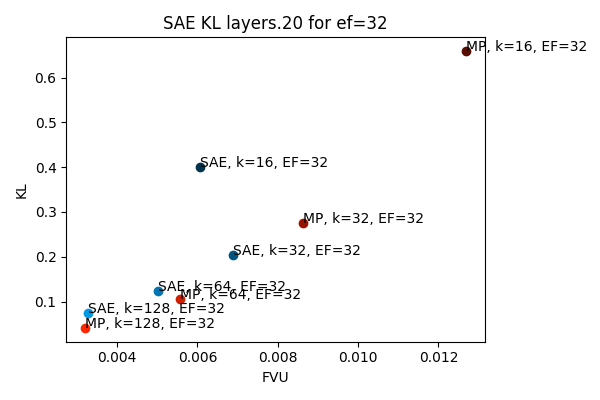 SAE KL layers.20 for ef=32
MP, k=16, EF=32
SAE, k=16, EF=32
MP, k=32, EF=32
SAE, k=32, EF=32
SAE, k=64, EF=32
MP, k=64, EF=32
SAE, k=128, EF=32
MP, k=128, EF=32
KL
0.6
0.5
0.4
0.3
0.2
0.1
0.004 0.006 0.008 0.010 0.012
FVU